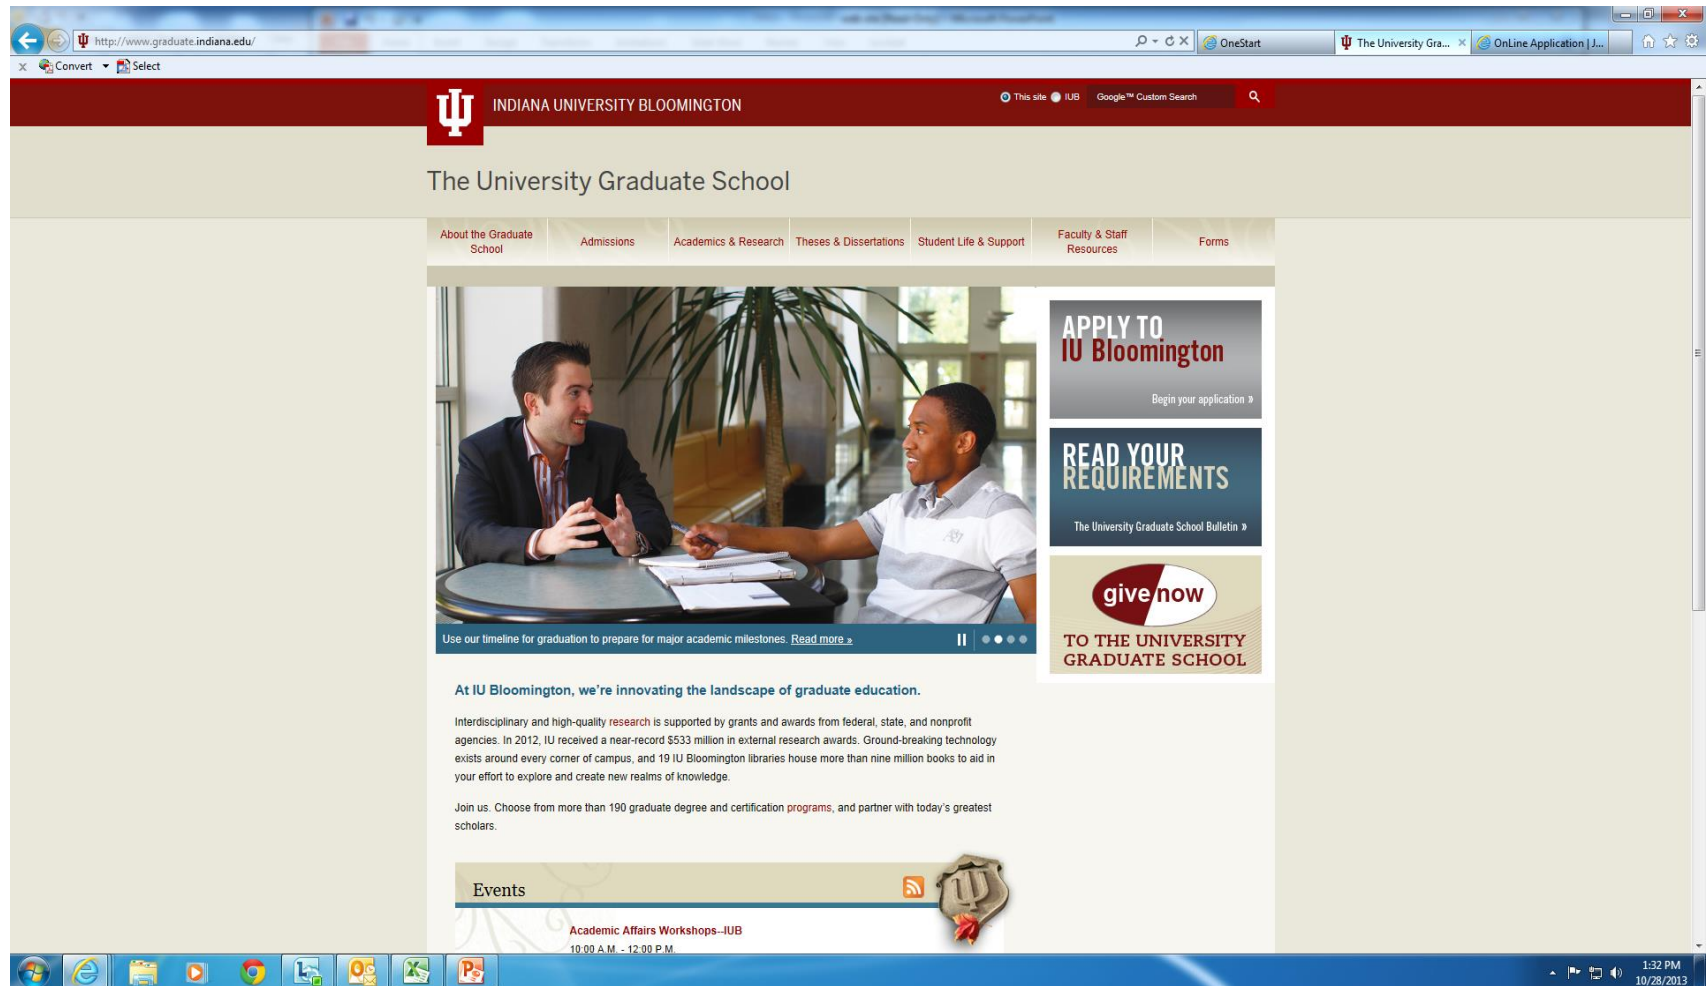 http://www.graduate.indiana.edu/
OneStart
The University Gra...
OnLine Application | J...
x Convert Select
INDIANA UNIVERSITY BLOOMINGTON
This site IUB Google™ Custom Search
The University Graduate School
About the Graduate School
Admissions
Academics & Research
Theses & Dissertations
Student Life & Support
Faculty & Staff Resources
Forms
APPLY TO
IU Bloomington
Begin your application »
READ YOUR
REQUIREMENTS
The University Graduate School Bulletin »
give now
TO THE UNIVERSITY
GRADUATE SCHOOL
Use our timeline for graduation to prepare for major academic milestones. Read more »
At IU Bloomington, we're innovating the landscape of graduate education.
Interdisciplinary and high-quality research is supported by grants and awards from federal, state, and nonprofit
agencies. In 2012, IU received a near-record $533 million in external research awards. Ground-breaking technology
exists around every corner of campus, and 19 IU Bloomington libraries house more than nine million books to aid in
your effort to explore and create new realms of knowledge.
Join us. Choose from more than 190 graduate degree and certification programs, and partner with today's greatest
scholars.
Events
Academic Affairs Workshops--IUB
10:00 A.M. - 12:00 P.M.
1:32 PM
10/28/2013